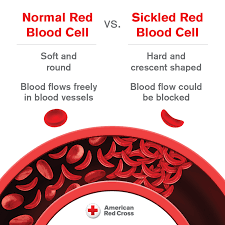 Normal Red
Blood Cell
vs.
Sickled Red
Blood Cell
Soft and
round
Hard and
crescent shaped
Blood flows freely
in blood vessels
Blood flow could
be blocked
American
Red Cross